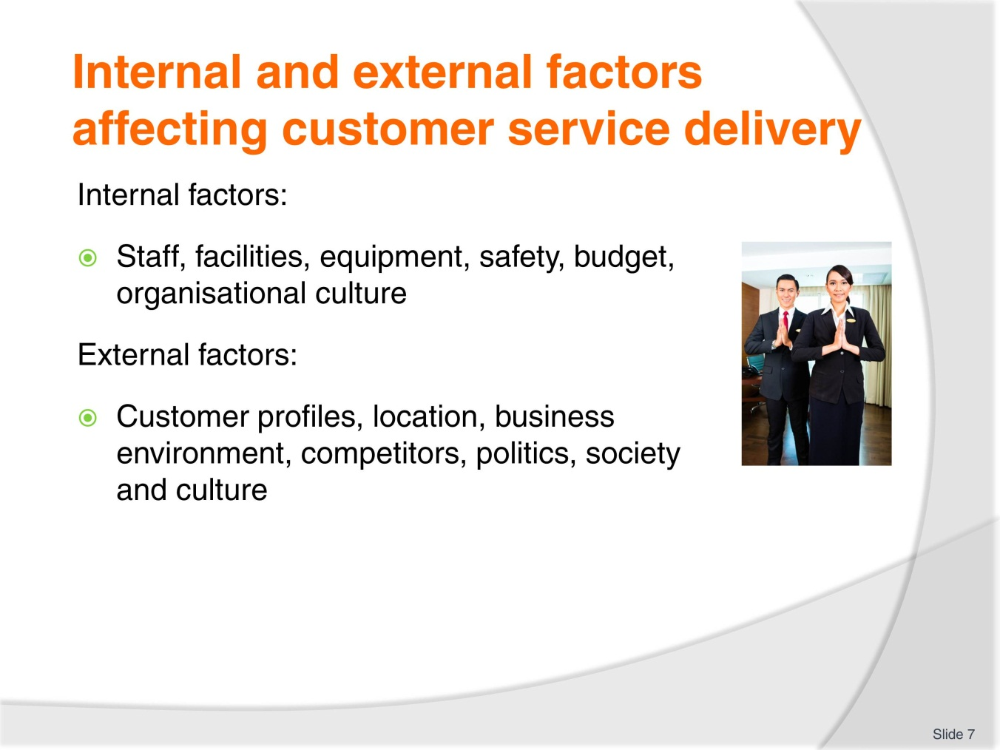 Internal and external factors
affecting customer service delivery
Internal factors:
Staff, facilities, equipment, safety, budget,
organisational culture
External factors:
Customer profiles, location, business
environment, competitors, politics, society
and culture
Slide 7